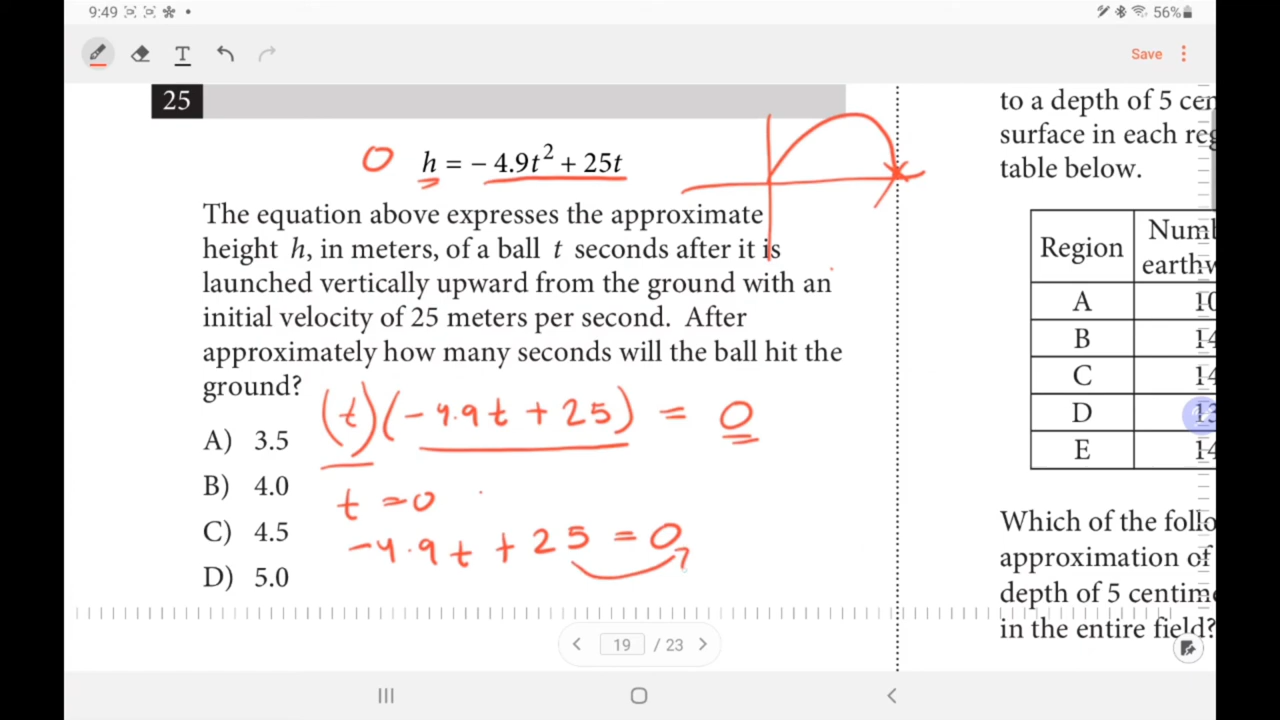 9:49
56%
T
Save
25
0 h = − 4.9t² + 25t
The equation above expresses the approximate
height h, in meters, of a ball t seconds after it is
launched vertically upward from the ground with an
initial velocity of 25 meters per second. After
approximately how many seconds will the ball hit the
ground?
(t)(−4.9t + 25) = 0
A) 3.5
B) 4.0
C) 4.5
D) 5.0
t = 0
−4.9t + 25 = 0
to a depth of 5 cen
surface in each reg
table below.
Region
Numb
earthw
A 10
B 14
C 14
D 13
E 14
Which of the follo
approximation of
depth of 5 centime
in the entire field?
19 / 23